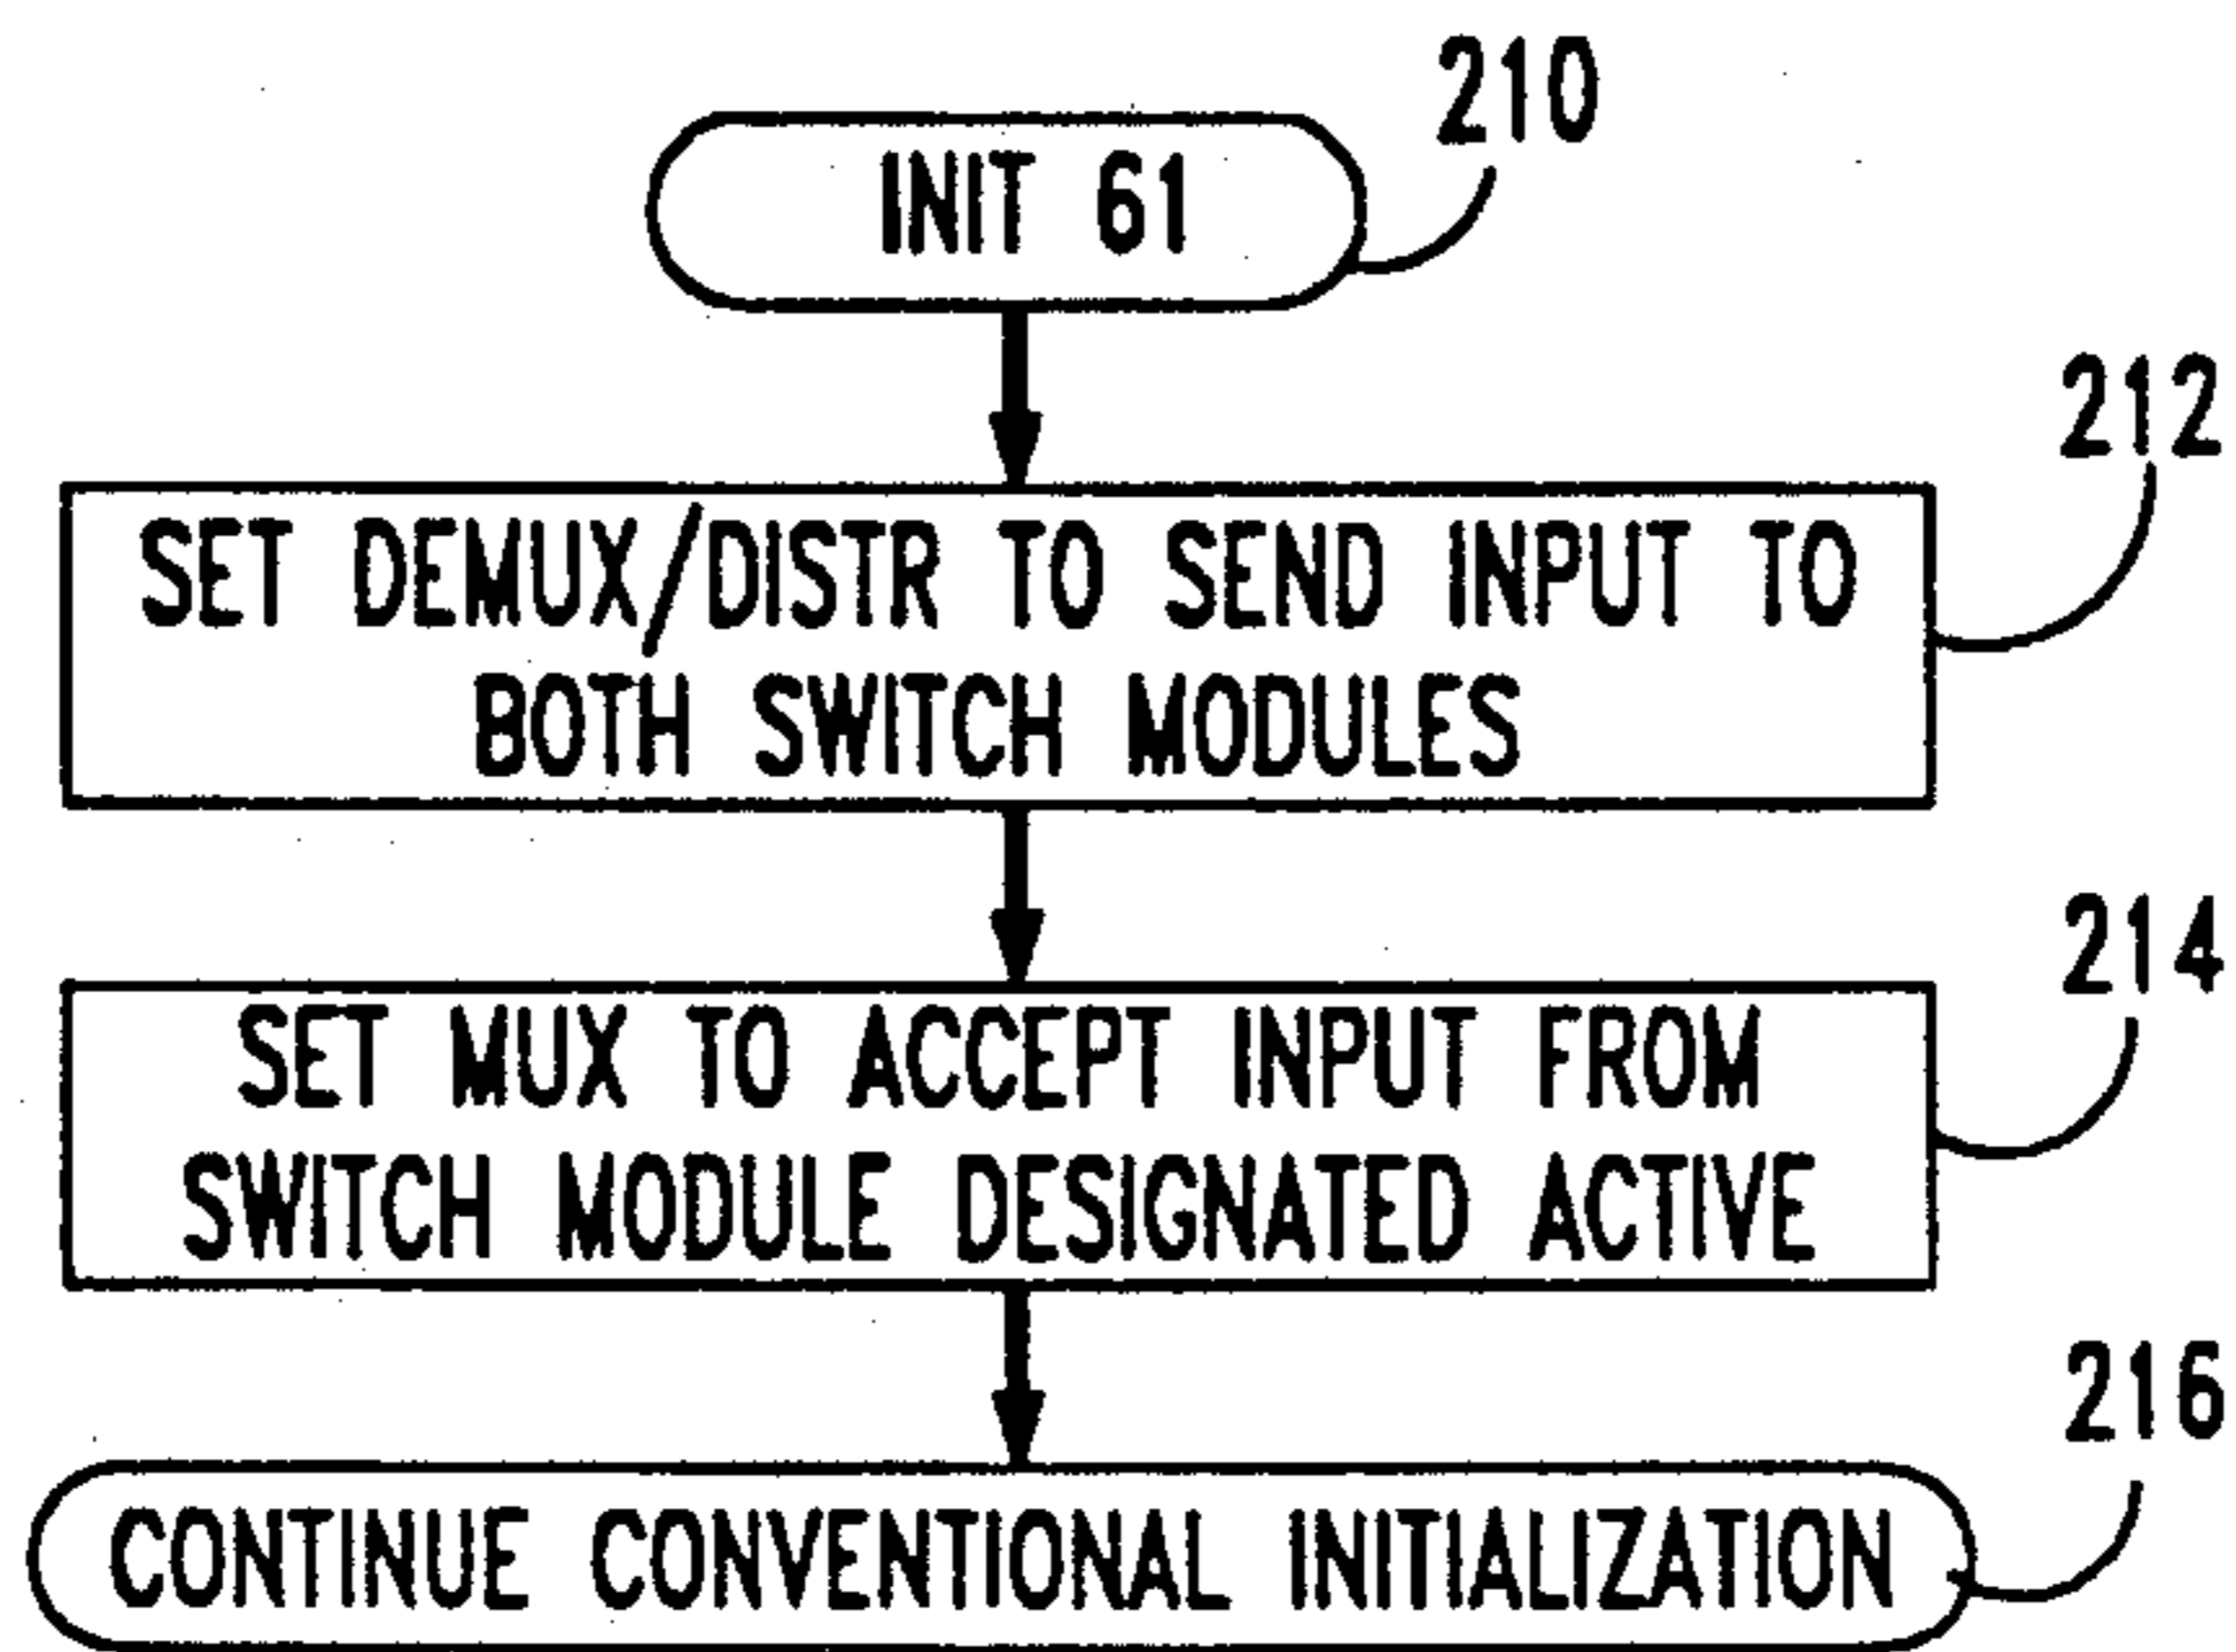 210
INIT 61
212
SET DEMUX/DISTR TO SEND INPUT TO
BOTH SWITCH MODULES
214
SET MUX TO ACCEPT INPUT FROM
SWITCH MODULE DESIGNATED ACTIVE
216
CONTINUE CONVENTIONAL INITIALIZATION